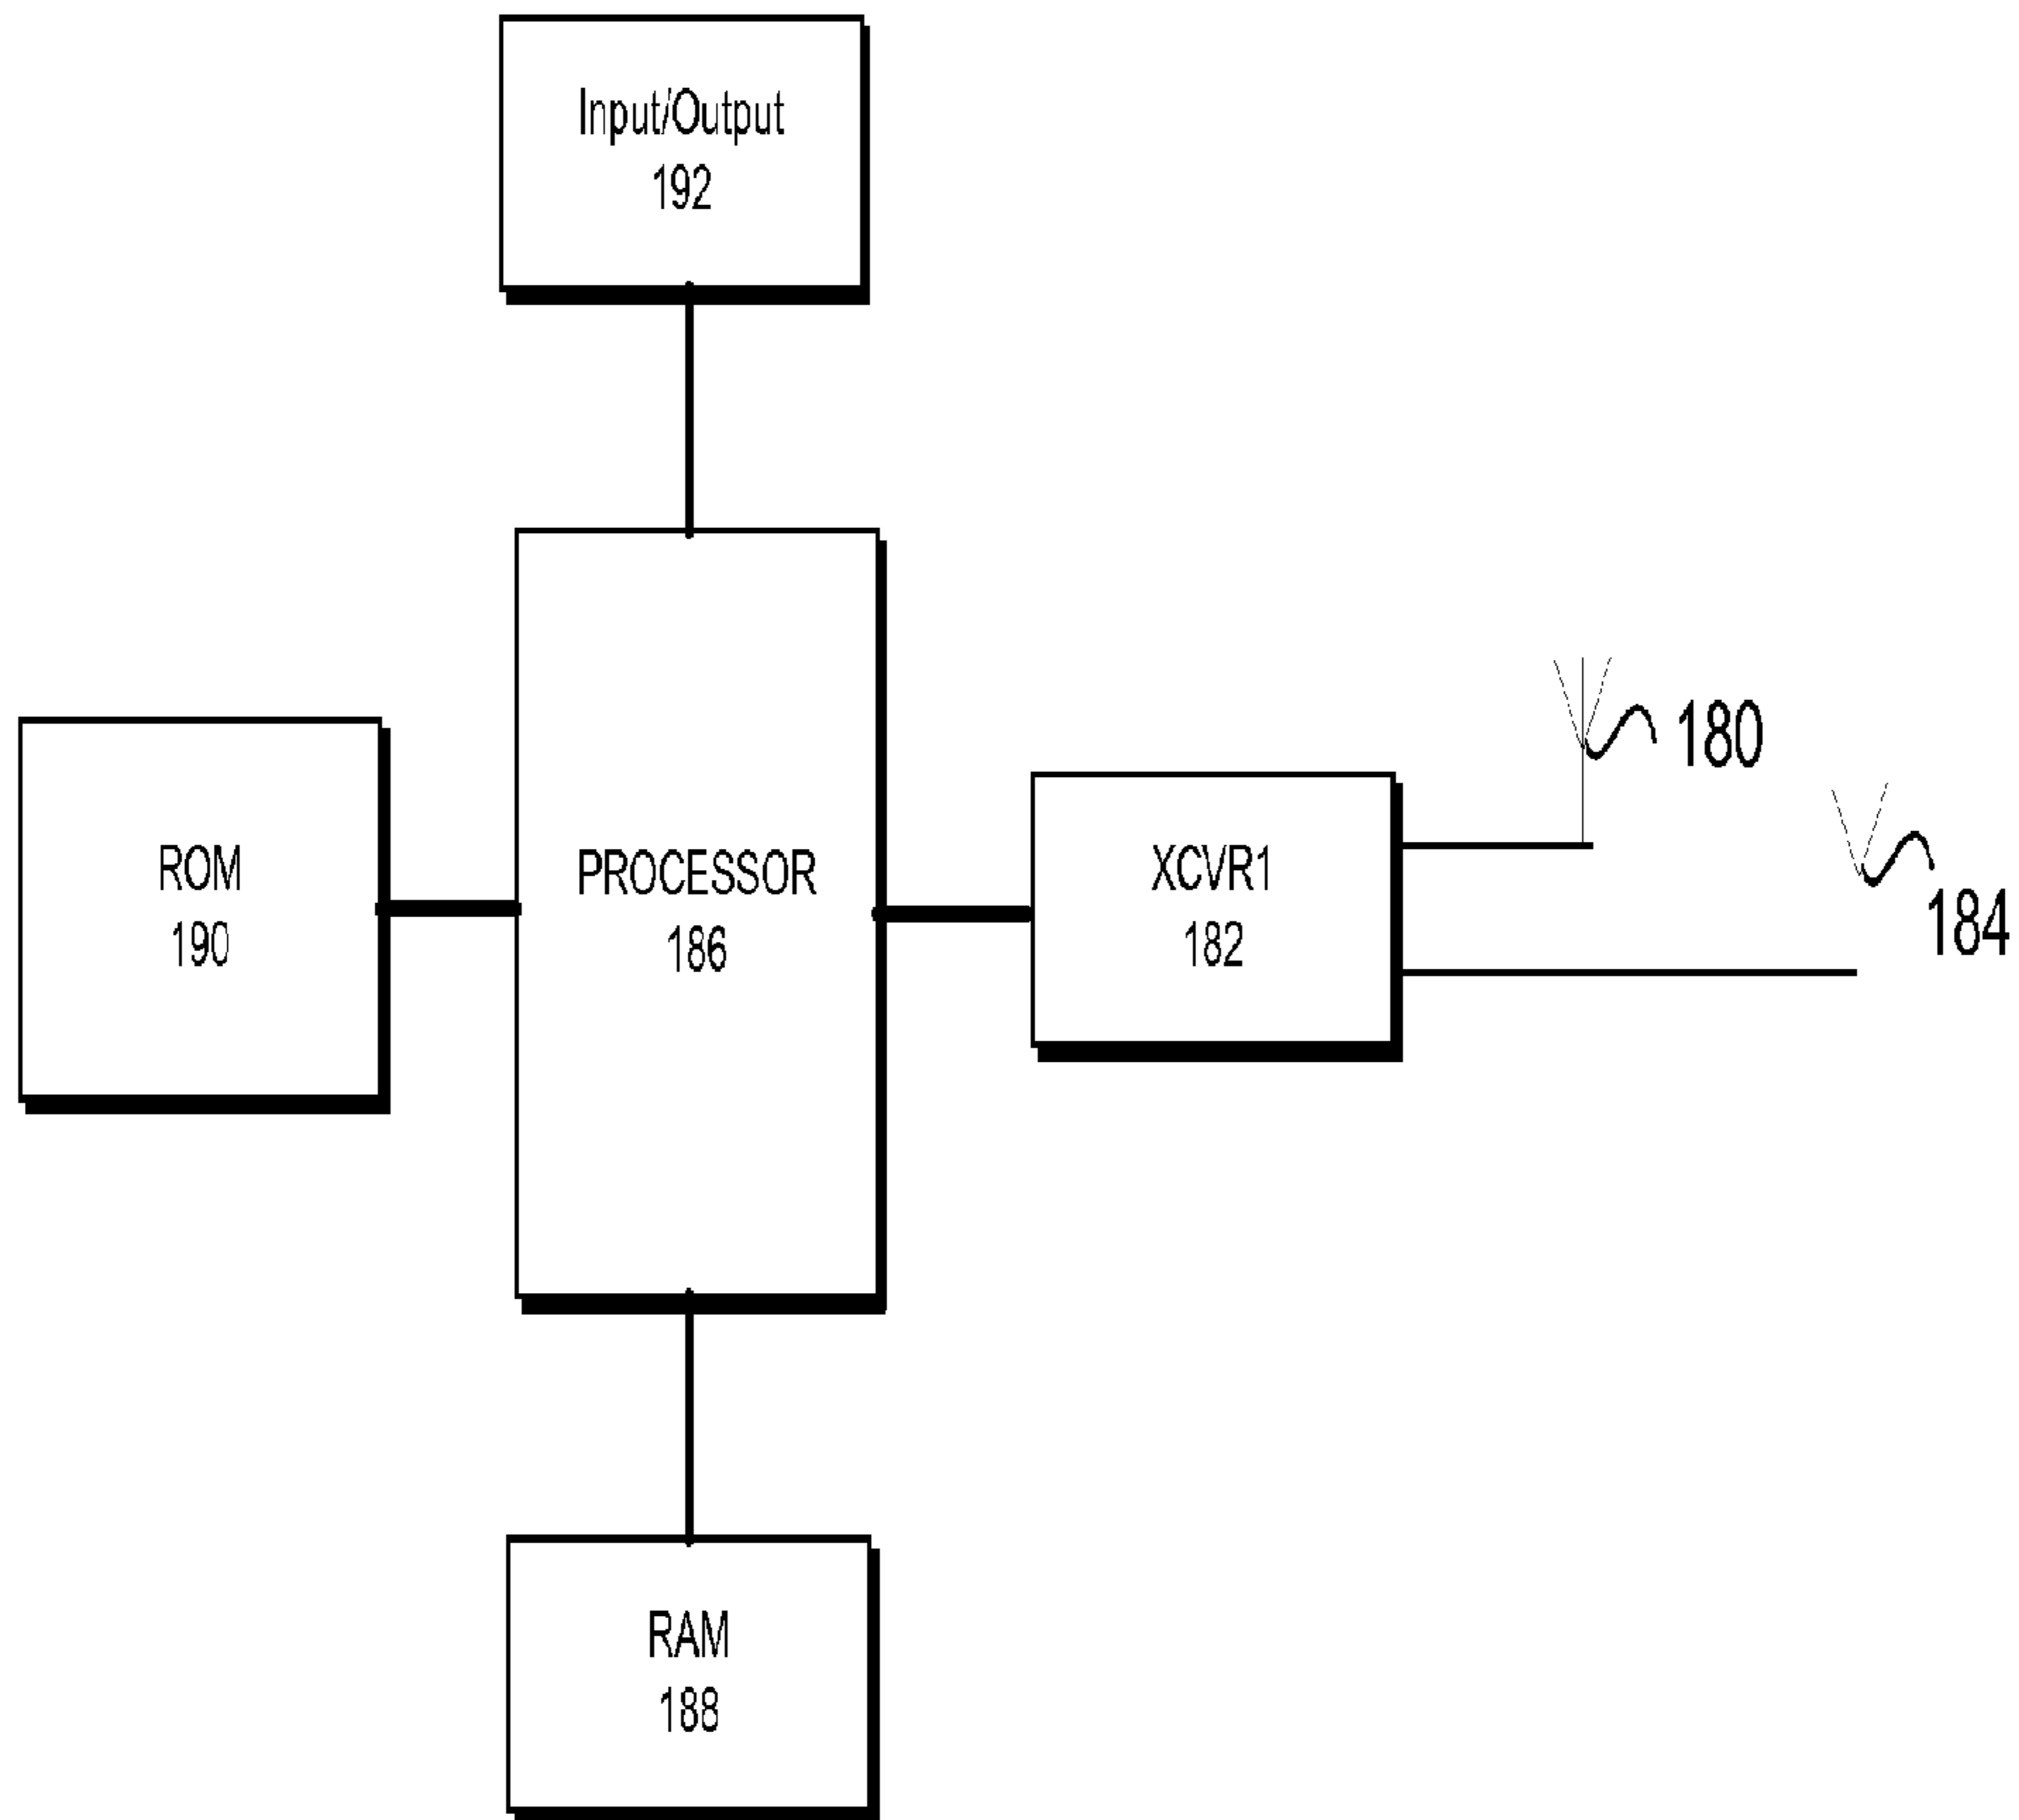 Input/Output
192
180
ROM
190
PROCESSOR
186
XCVR1
182
184
RAM
188